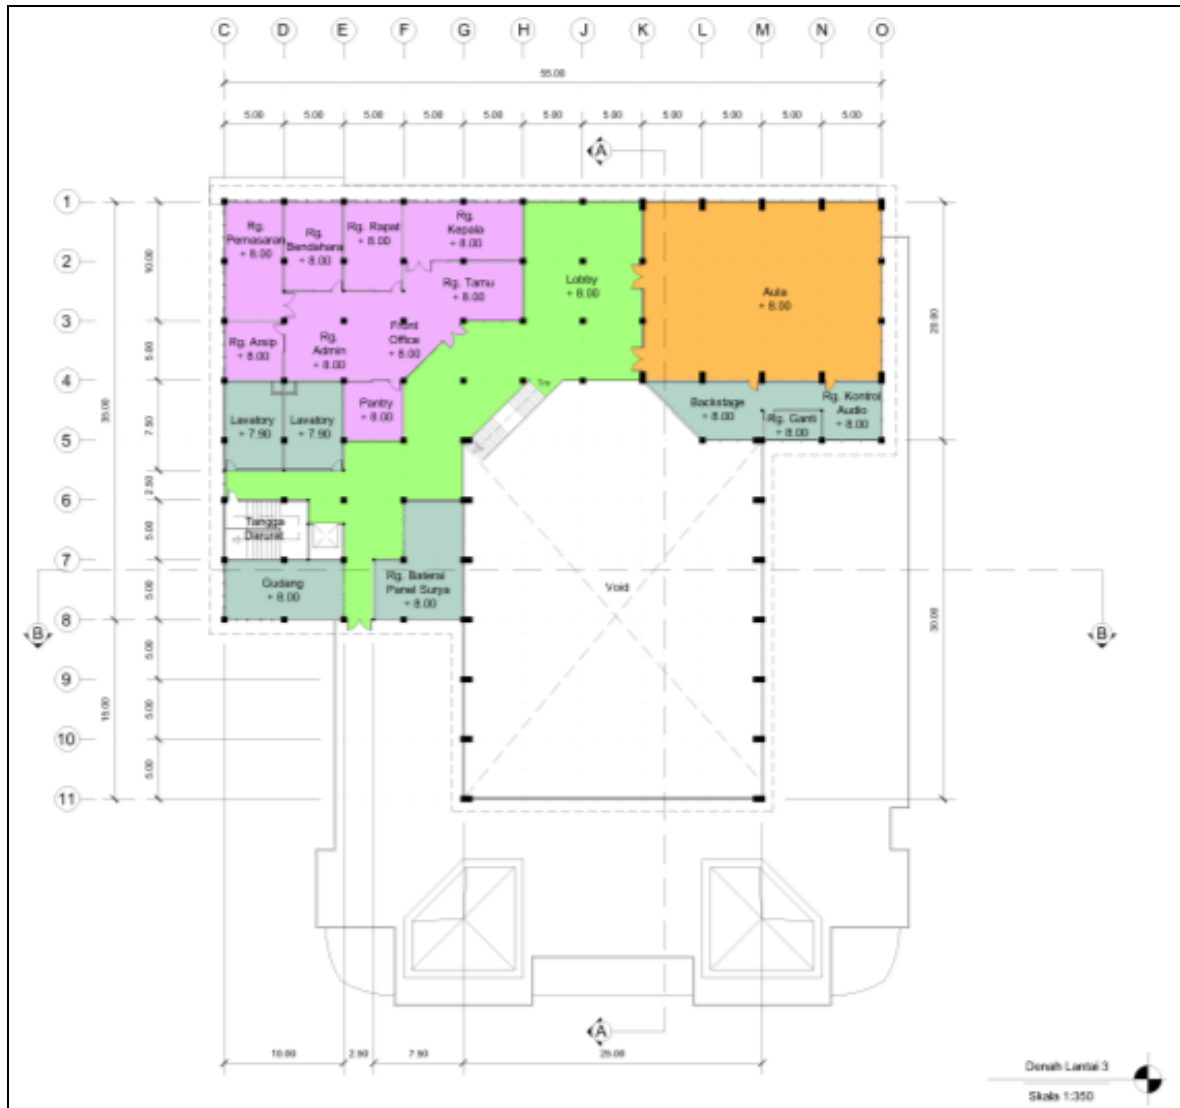 C D E F G H J K L M N O
55.00
5.00 5.00 5.00 5.00 5.00 5.00 5.00 5.00 5.00 5.00 5.00
A
1
2
3
4
5
6
7
8
9
10
11
35.00
15.00
10.00
5.00
7.50
2.50
5.00
5.00
5.00
5.00
5.00
Rg.
Pemasaran
+ 8.00
Rg.
Bendahara
+ 8.00
Rg. Rapat
+ 8.00
Rg.
Kepala
+ 8.00
Rg. Tamu
+ 8.00
Lobby
+ 8.00
Aula
+ 8.00
Rg. Arsip
+ 8.00
Rg.
Admin
+ 8.00
Front
Office
+ 8.00
Pantry
+ 8.00
Lavatory
+ 7.90
Lavatory
+ 7.90
Backstage
+ 8.00
Rg. Ganti
+ 8.00
Rg. Kontrol
Audio
+ 8.00
Tangga
Darurat
Gudang
+ 8.00
Rg. Baterai
Panel Surya
+ 8.00
Void
30.00
B
B
A
10.00 2.50 7.50 25.00
Denah Lantai 3
Skala 1:350